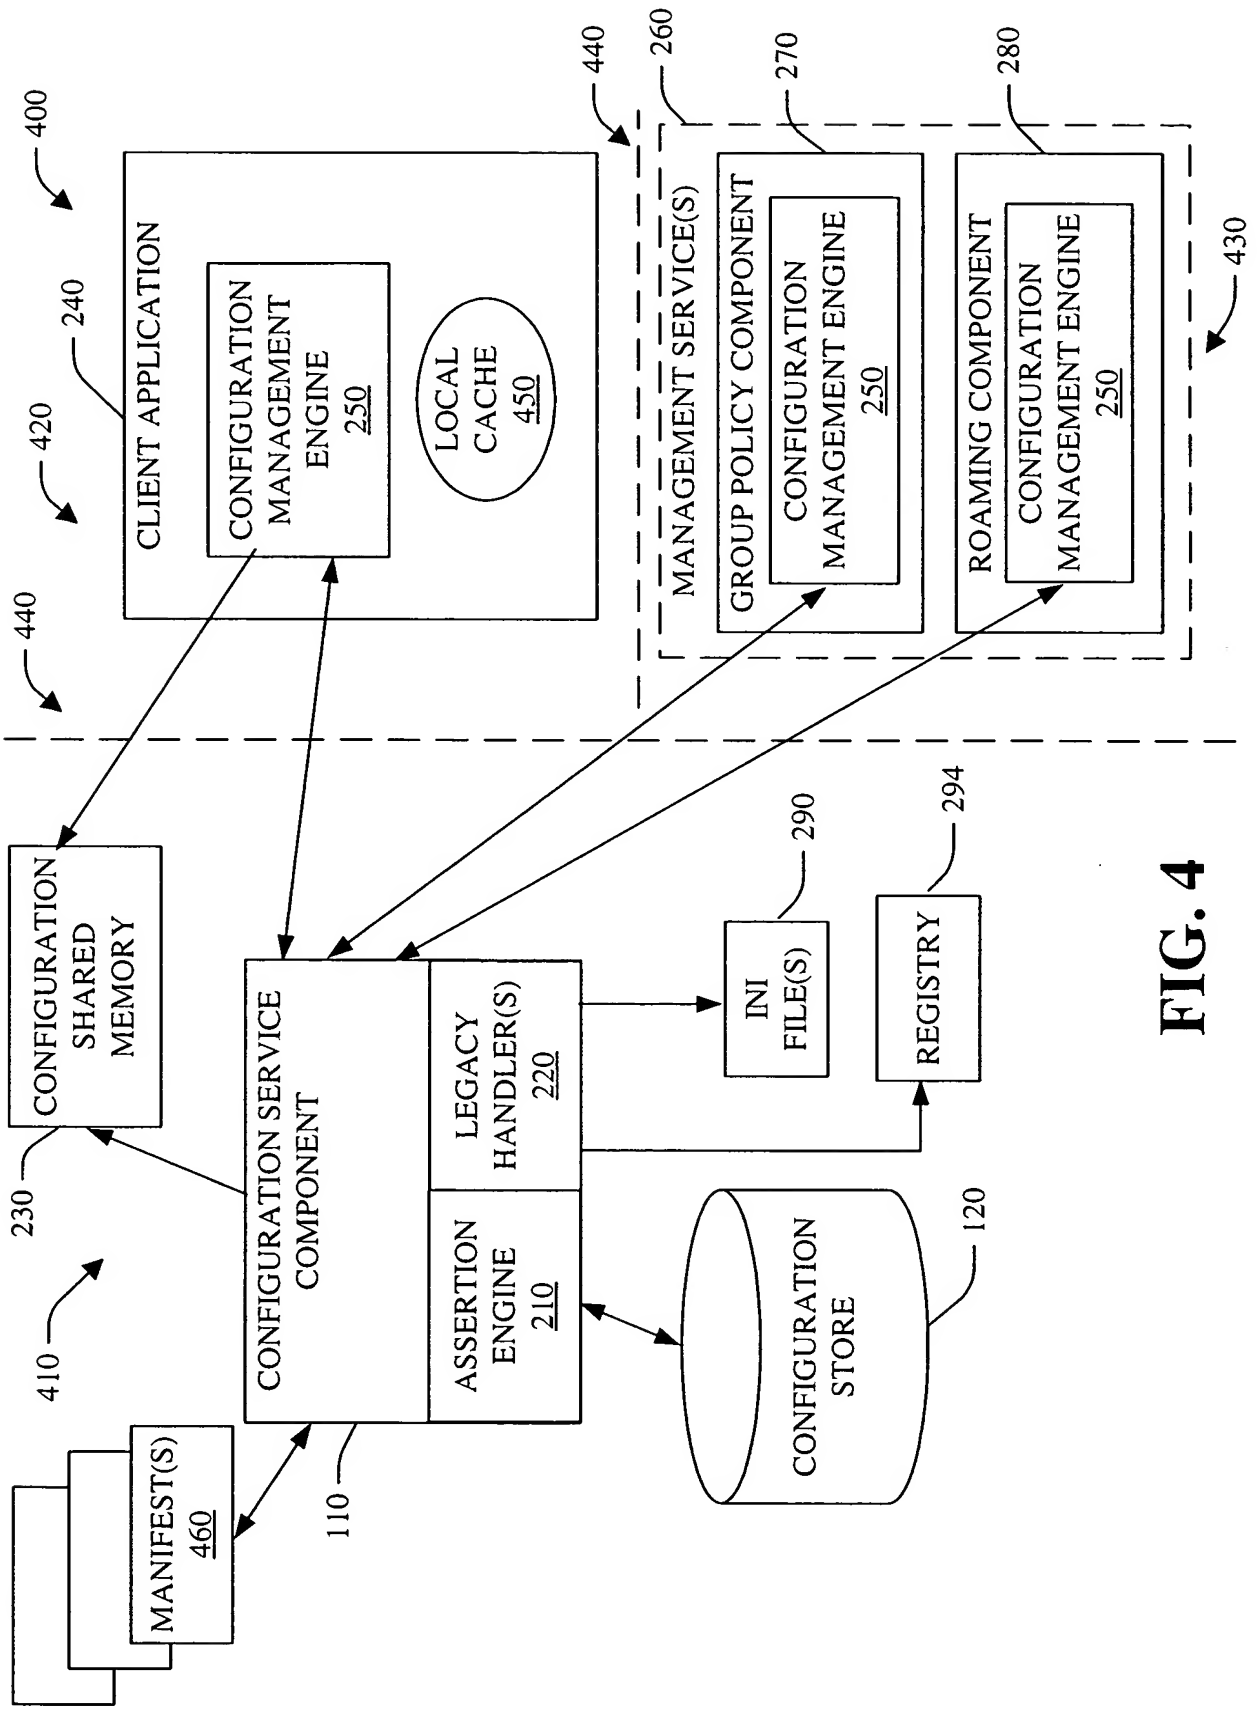 400
410
420
440
440
430
230
CONFIGURATION
SHARED
MEMORY
MANIFEST(S)
460
110
CONFIGURATION SERVICE
COMPONENT
ASSERTION
ENGINE
210
LEGACY
HANDLER(S)
220
CONFIGURATION
STORE
120
INI
FILE(S)
290
REGISTRY
294
240
CLIENT APPLICATION
CONFIGURATION
MANAGEMENT
ENGINE
250
LOCAL
CACHE
450
260
MANAGEMENT SERVICE(S)
270
GROUP POLICY COMPONENT
CONFIGURATION
MANAGEMENT ENGINE
250
280
ROAMING COMPONENT
CONFIGURATION
MANAGEMENT ENGINE
250
FIG. 4